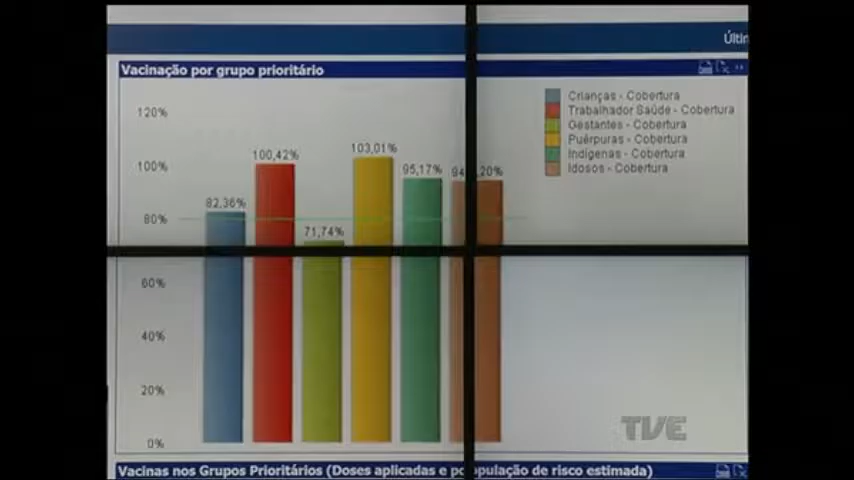 Últi
Vacinação por grupo prioritário
120%
100%
80%
60%
40%
20%
0%
82,36%
100,42%
71,74%
103,01%
95,17%
94,20%
Crianças - Cobertura
Trabalhador Saúde - Cobertura
Gestantes - Cobertura
Puérpuras - Cobertura
Indígenas - Cobertura
Idosos - Cobertura
TVE
Vacinas nos Grupos Prioritários (Doses aplicadas e população de risco estimada)